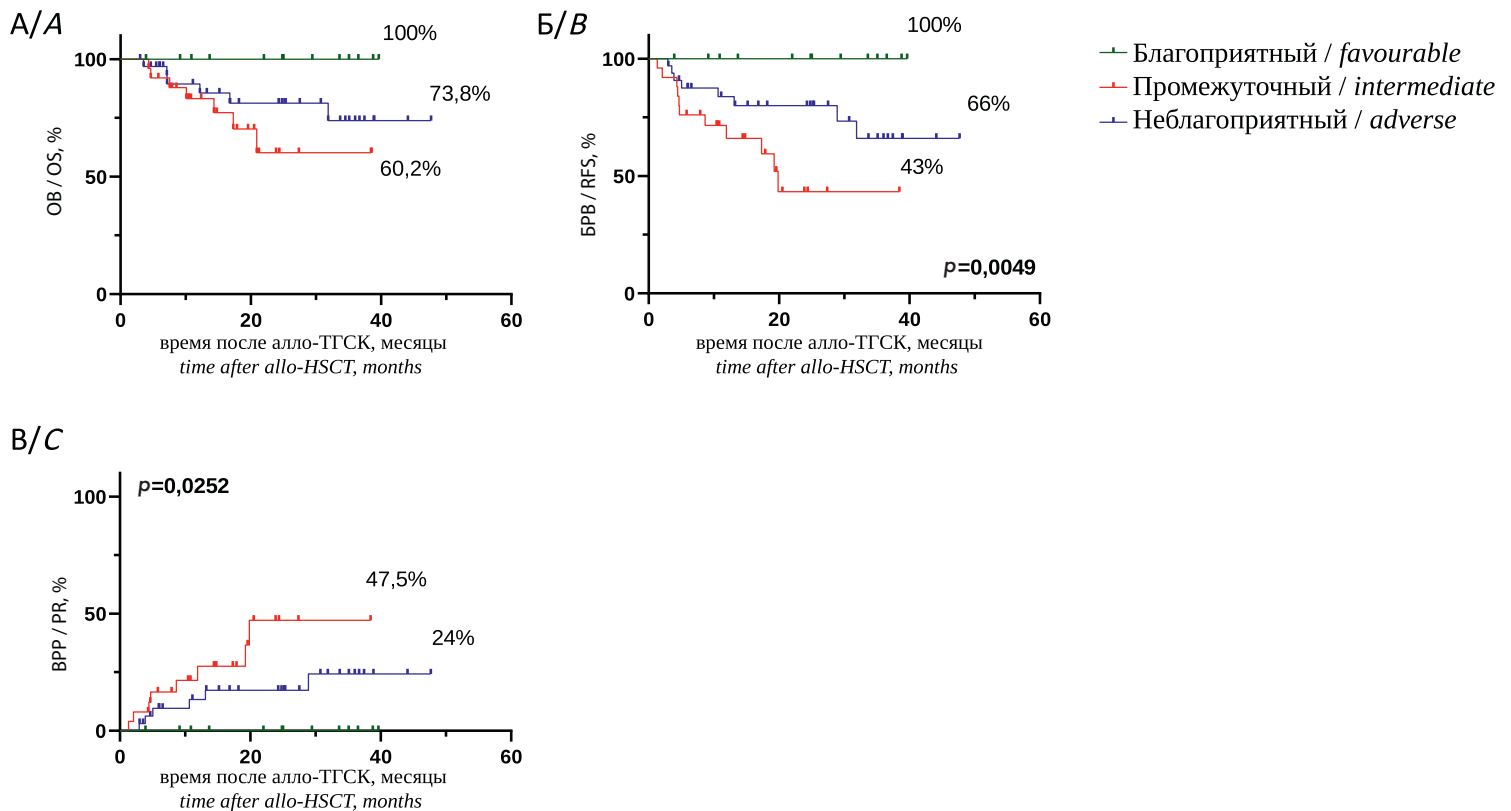 А/A
100%
100
73,8%
50
60,2%
0
ОВ / OS, %
0 20 40 60
время после алло-ТГСК, месяцы
time after allo-HSCT, months
Б/B
100%
100
66%
50
43%
p=0,0049
0
БРВ / RFS, %
0 20 40 60
время после алло-ТГСК, месяцы
time after allo-HSCT, months
Благоприятный / favourable
Промежуточный / intermediate
Неблагоприятный / adverse
В/C
p=0,0252
100
47,5%
50
24%
0
ВРР / PR, %
0 20 40 60
время после алло-ТГСК, месяцы
time after allo-HSCT, months